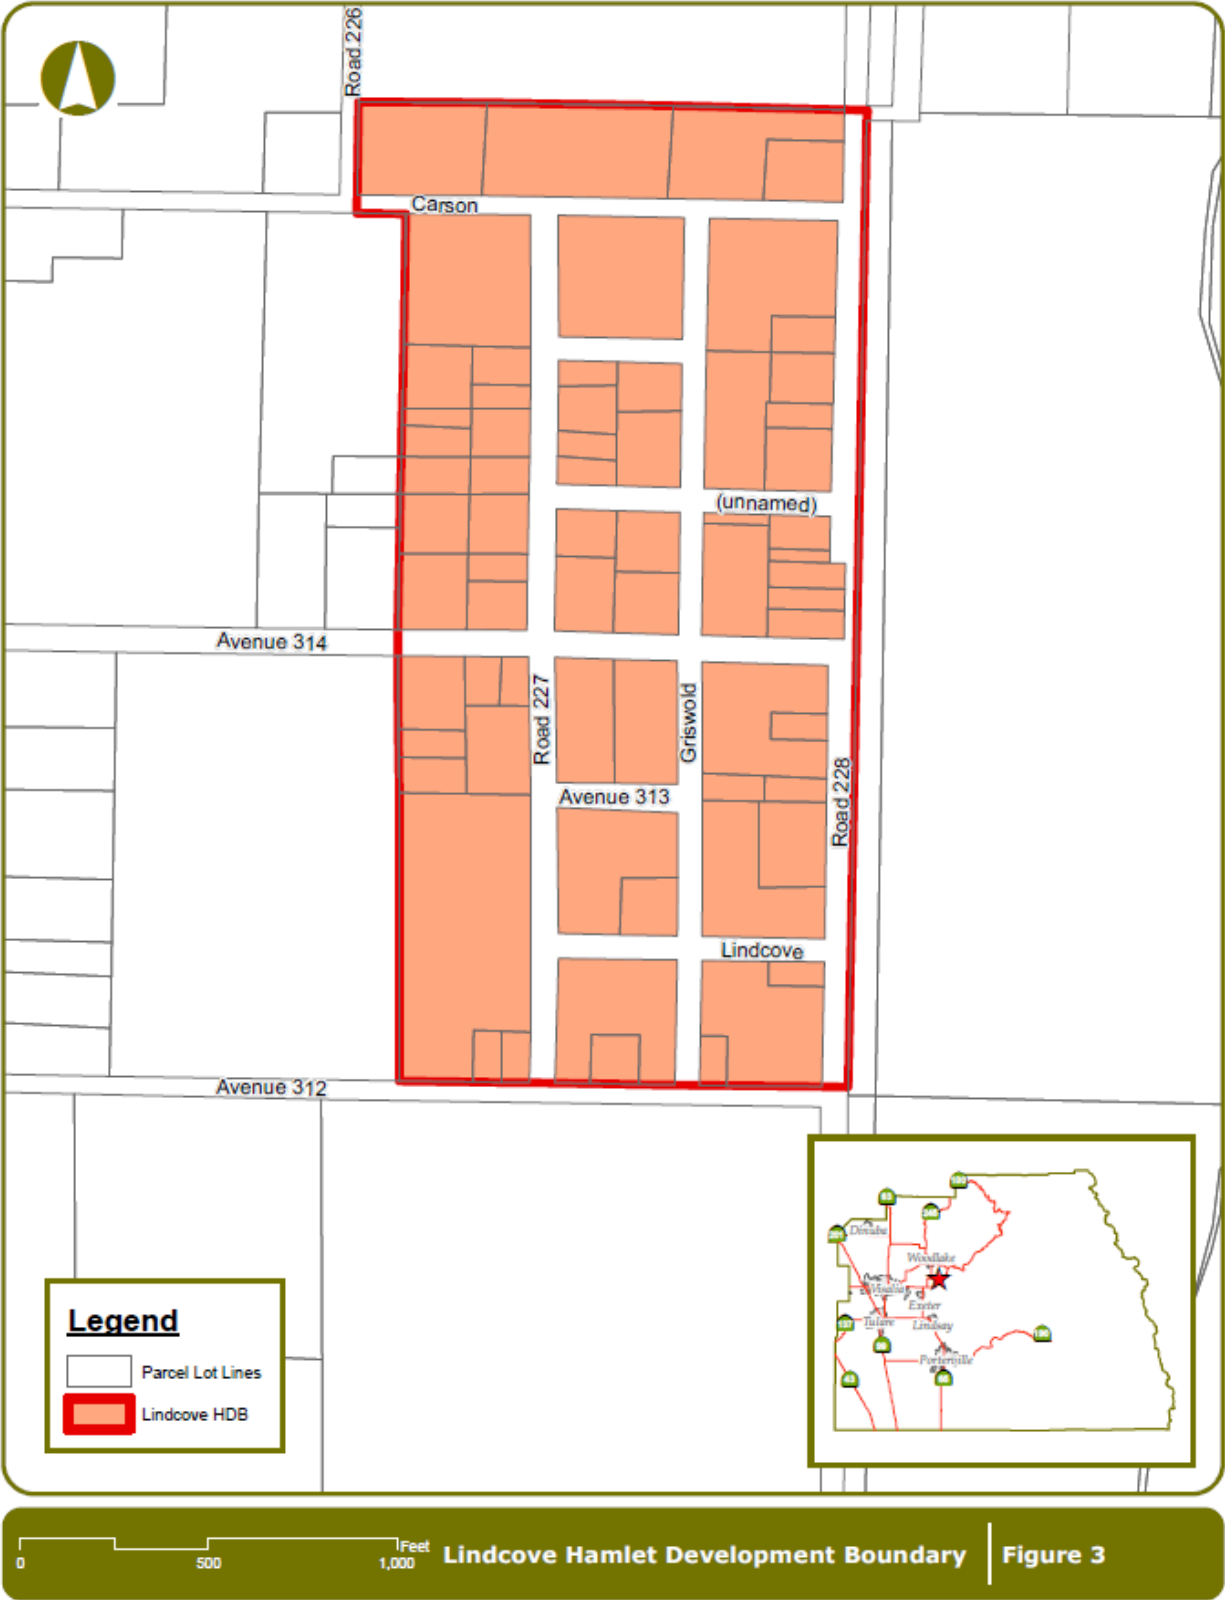 Road 226
Carson
(unnamed)
Avenue 314
Road 227
Griswold
Avenue 313
Road 228
Lindcove
Avenue 312
Dinuba
Woodlake
Visalia
Exeter
Tulare
Lindsay
Porterville
Legend
Parcel Lot Lines
Lindcove HDB
0 500 1,000 Feet
Lindcove Hamlet Development Boundary
Figure 3